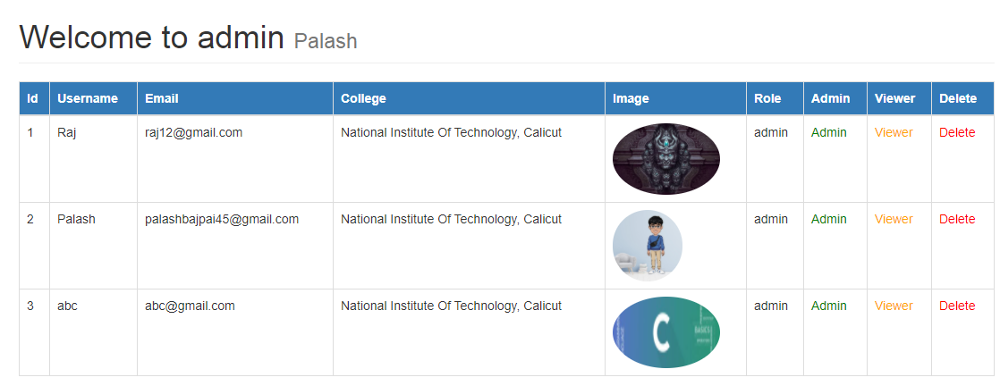 Welcome to admin Palash
Id Username Email College Image Role Admin Viewer Delete
1 Raj raj12@gmail.com National Institute Of Technology, Calicut admin Admin Viewer Delete
2 Palash palashbajpai45@gmail.com National Institute Of Technology, Calicut admin Admin Viewer Delete
3 abc abc@gmail.com National Institute Of Technology, Calicut C BASICS admin Admin Viewer Delete